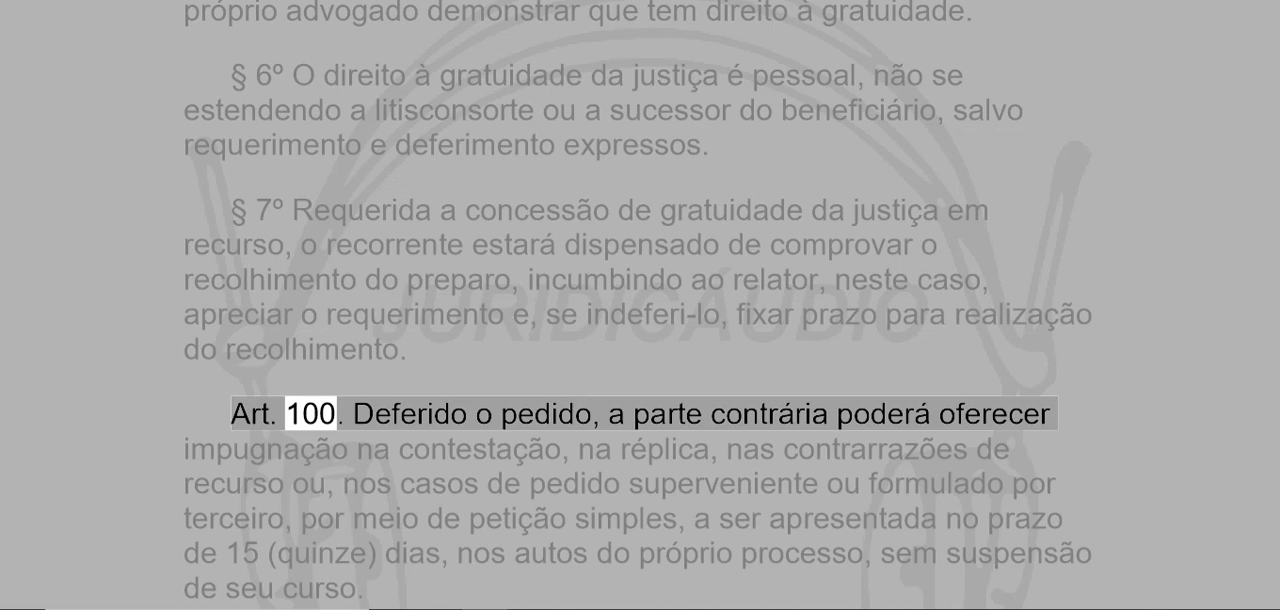 próprio advogado demonstrar que tem direito à gratuidade.
§ 6º O direito à gratuidade da justiça é pessoal, não se
estendendo a litisconsorte ou a sucessor do beneficiário, salvo
requerimento e deferimento expressos.
§ 7º Requerida a concessão de gratuidade da justiça em
recurso, o recorrente estará dispensado de comprovar o
recolhimento do preparo, incumbindo ao relator, neste caso,
apreciar o requerimento e, se indeferi-lo, fixar prazo para realização
JURIDICÁUDIO
do recolhimento.
Art. 100. Deferido o pedido, a parte contrária poderá oferecer
impugnação na contestação, na réplica, nas contrarrazões de
recurso ou, nos casos de pedido superveniente ou formulado por
terceiro, por meio de petição simples, a ser apresentada no prazo
de 15 (quinze) dias, nos autos do próprio processo, sem suspensão
de seu curso.